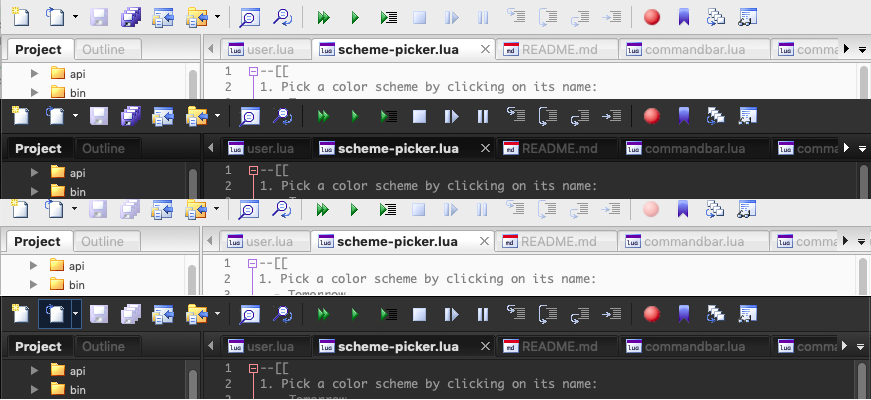 Project Outline user.lua scheme-picker.lua README.md commandbar.lua comma
api 1 --[[
bin 2 1. Pick a color scheme by clicking on its name:
Project Outline user.lua scheme-picker.lua README.md commandbar.lua comma
api 1 --[[
bin 2 1. Pick a color scheme by clicking on its name:
Project Outline user.lua scheme-picker.lua README.md commandbar.lua comma
api 1 --[[
bin 2 1. Pick a color scheme by clicking on its name:
- Tomorrow
Project Outline user.lua scheme-picker.lua README.md commandbar.lua comma
api 1 --[[
bin 2 1. Pick a color scheme by clicking on its name:
- Tomorrow